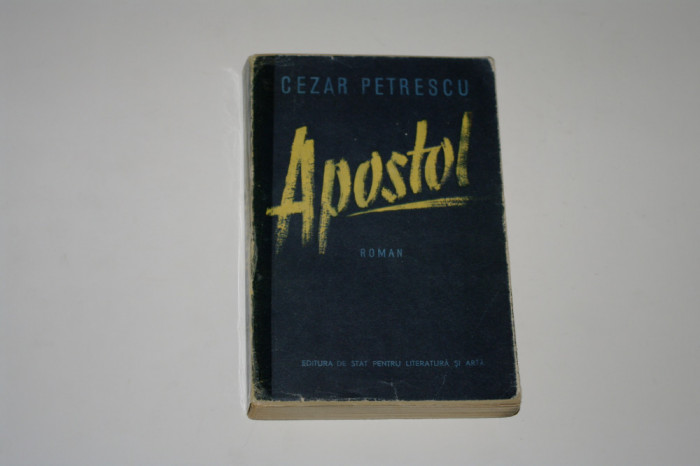 CEZAR PETRESCU
Apostol
ROMAN
EDITURA DE STAT PENTRU LITERATURĂ ȘI ARTĂ